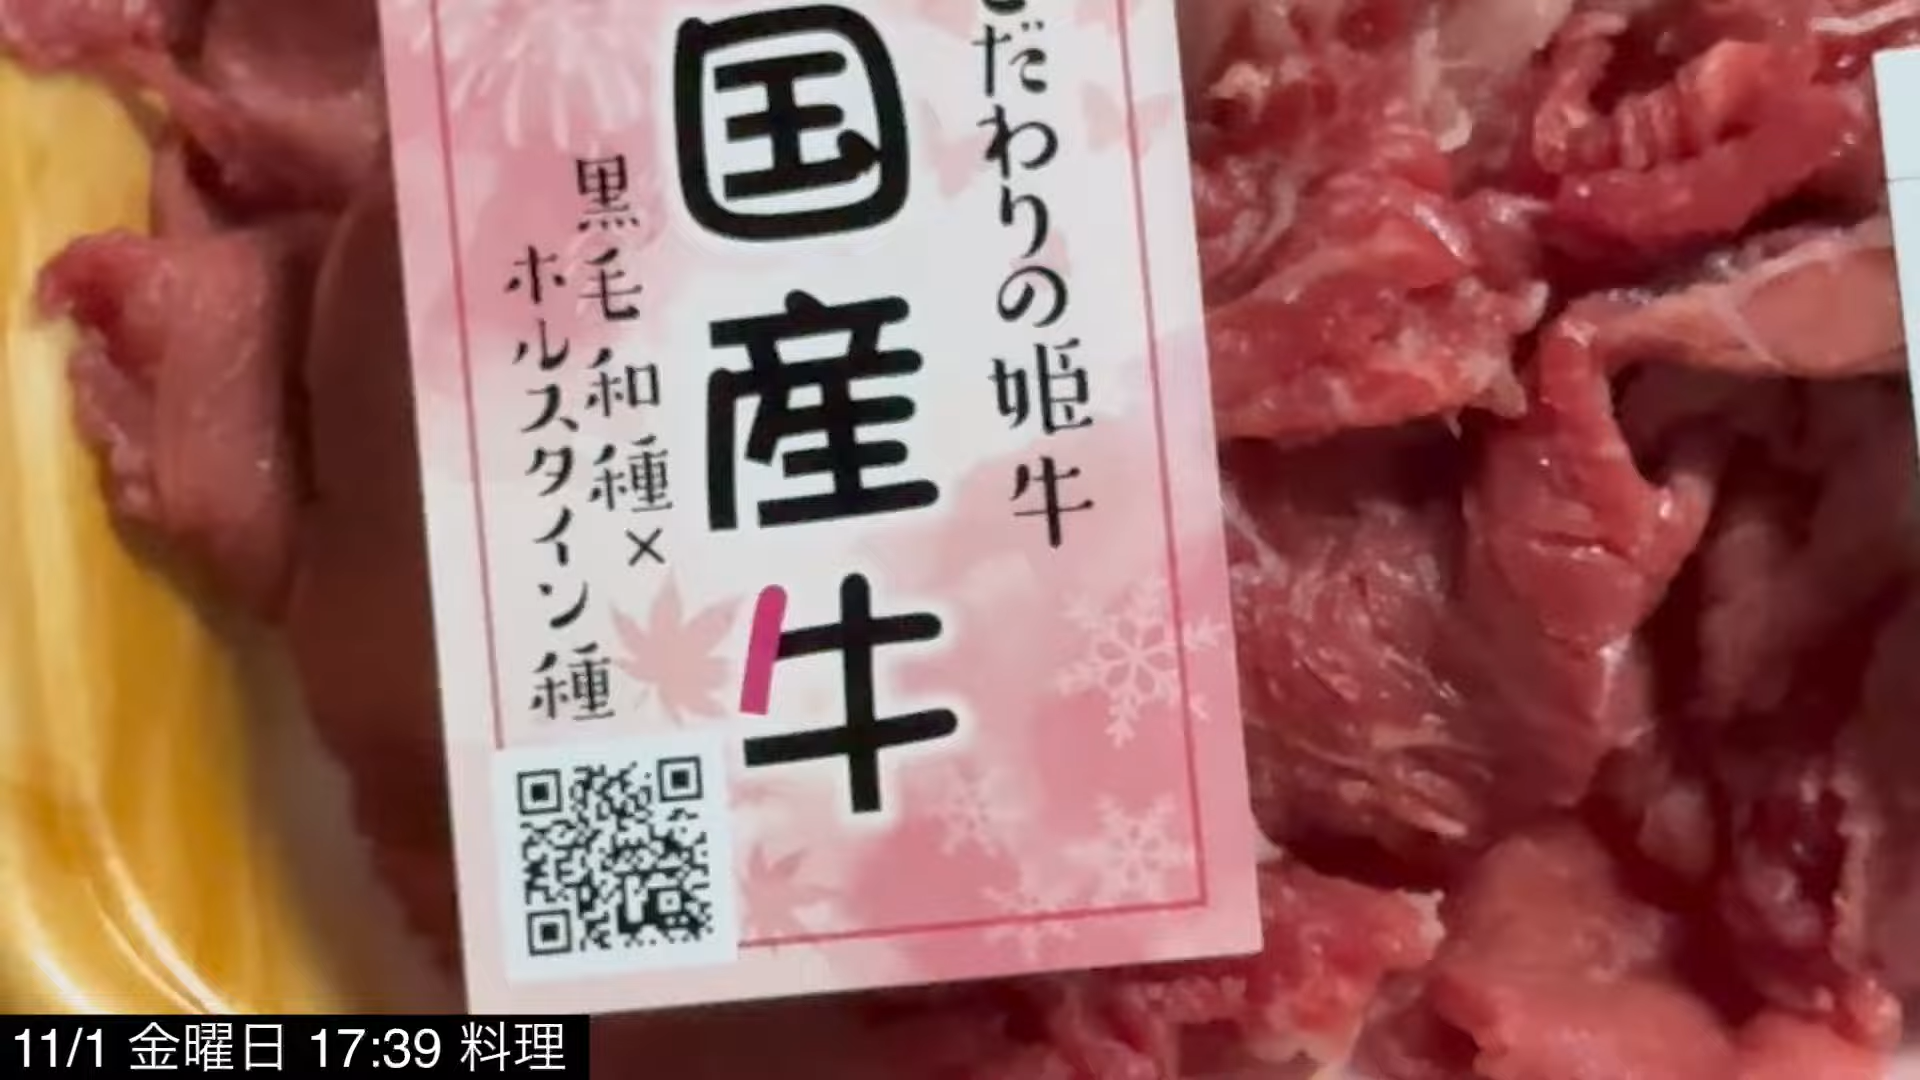 だわりの姫牛
国産牛
黒毛和種×
ホルスタイン種
11/1 金曜日 17:39 料理